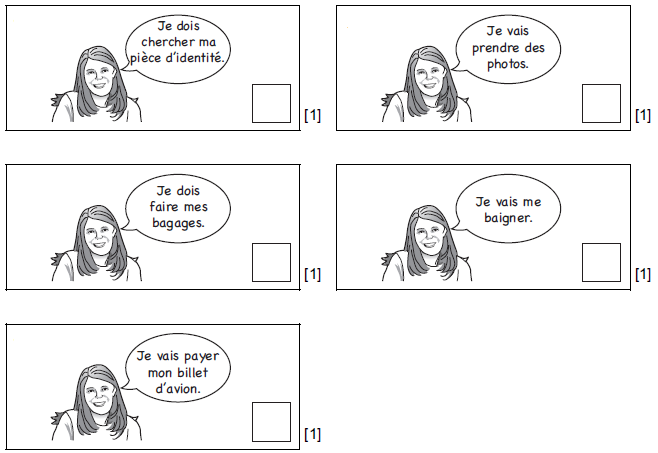 Je dois
chercher ma
pièce d'identité.
[1]
Je vais
prendre des
photos.
[1]
Je dois
faire mes
bagages.
[1]
Je vais me
baigner.
[1]
Je vais payer
mon billet
d'avion.
[1]